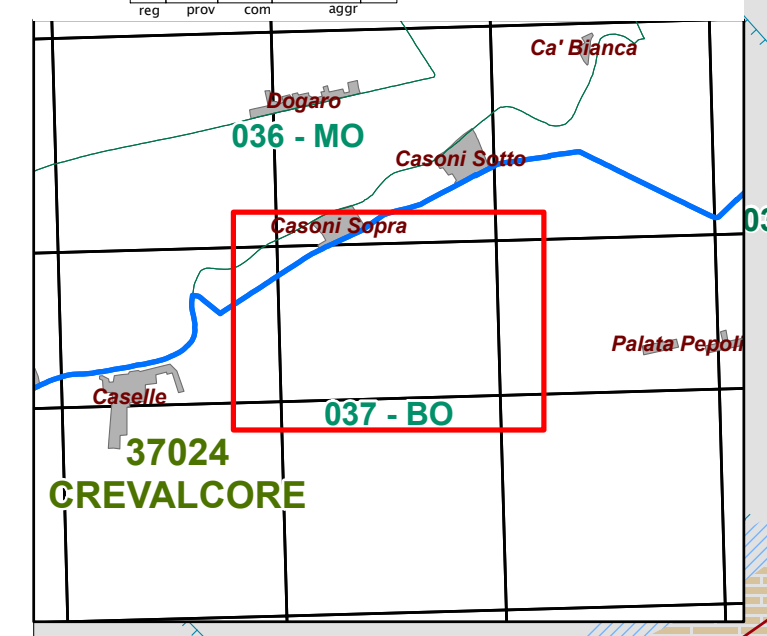 reg prov com aggr
Ca' Bianca
Dogaro
036 - MO
Casoni Sotto
Casoni Sopra
03
Palata Pepoli
Caselle
037 - BO
37024
CREVALCORE